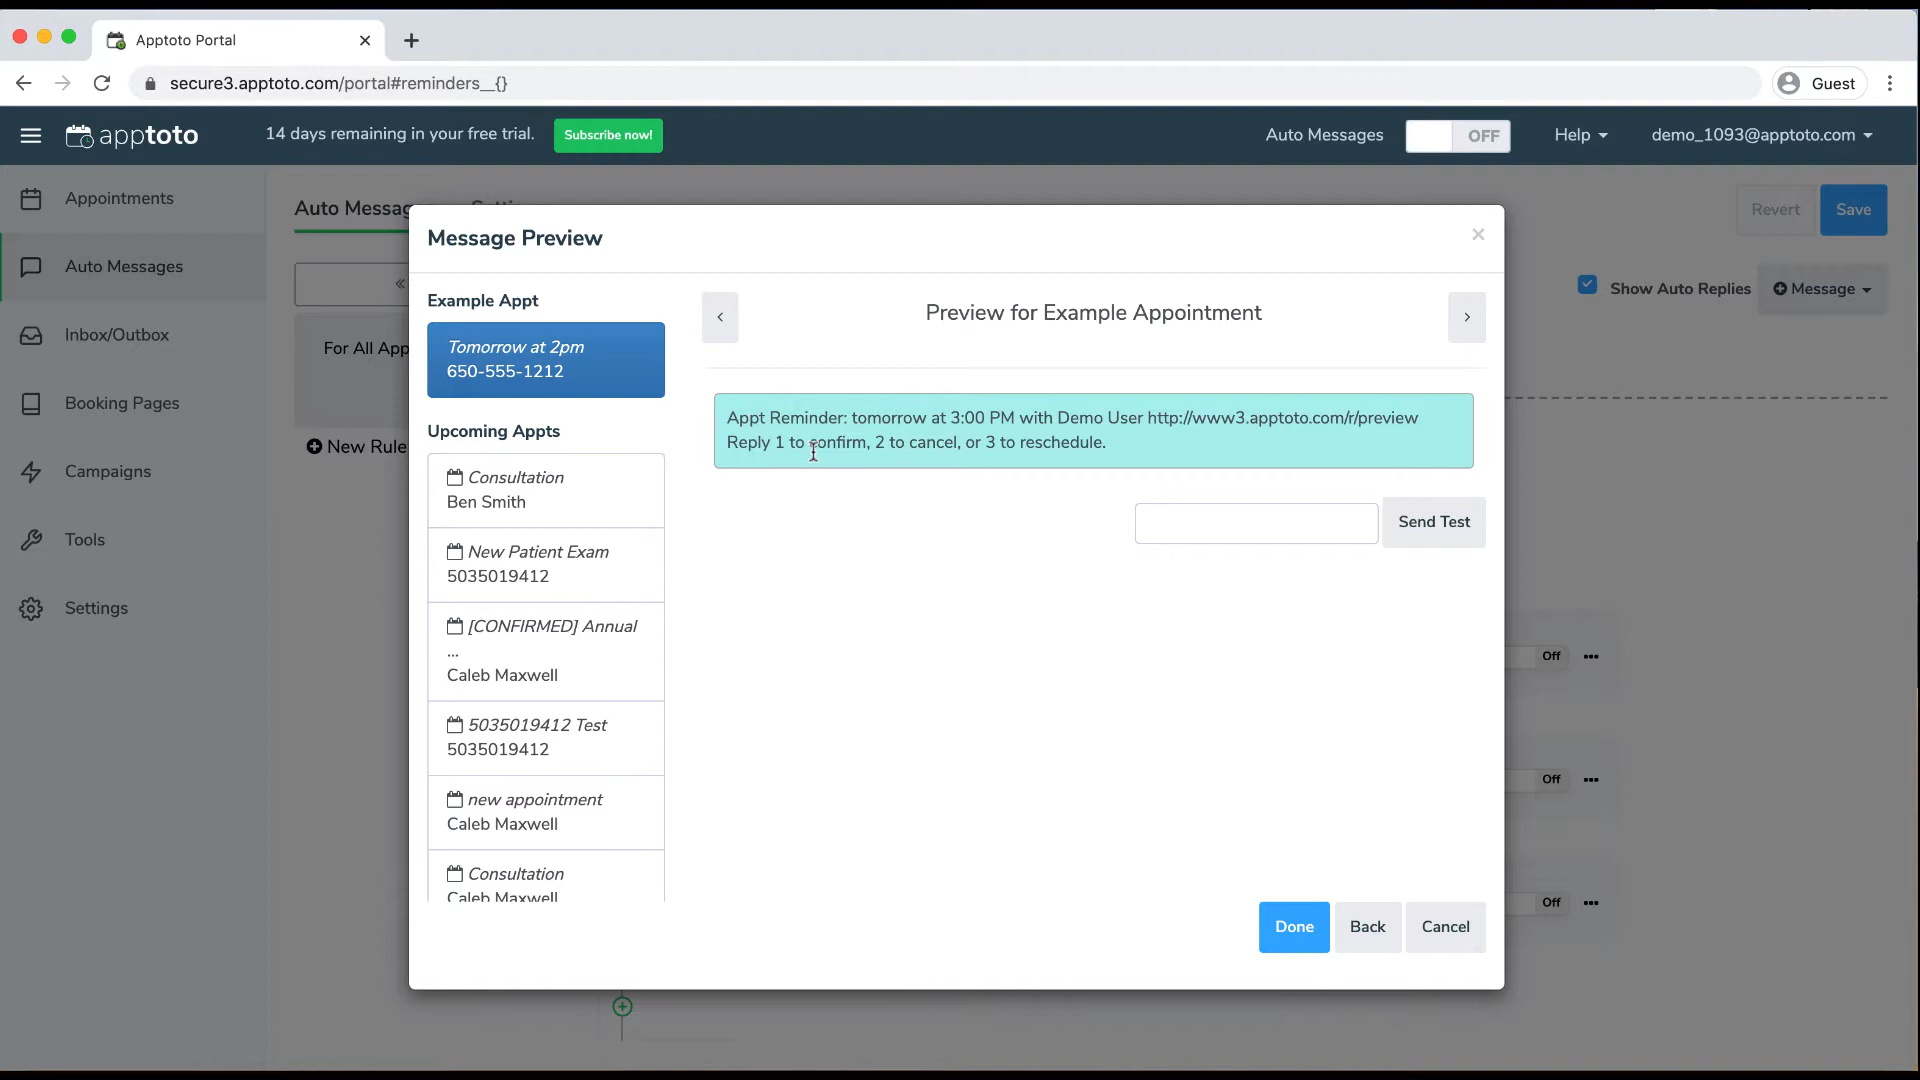 Apptoto Portal
secure3.apptoto.com/portal#reminders__{}
Guest
apptoto
14 days remaining in your free trial.
Subscribe now!
Auto Messages
OFF
Help
demo_1093@apptoto.com
Appointments
Auto Messages
Inbox/Outbox
Booking Pages
Campaigns
Tools
Settings
Auto Messag
Revert
Save
«
Show Auto Replies
Message
For All App
New Rule
Off
Off
Off
Message Preview
×
Example Appt
Tomorrow at 2pm
650-555-1212
Upcoming Appts
Consultation
Ben Smith
New Patient Exam
5035019412
[CONFIRMED] Annual
...
Caleb Maxwell
5035019412 Test
5035019412
new appointment
Caleb Maxwell
Consultation
Caleb Maxwell
‹
Preview for Example Appointment
›
Appt Reminder: tomorrow at 3:00 PM with Demo User http://www3.apptoto.com/r/preview
Reply 1 to confirm, 2 to cancel, or 3 to reschedule.
Send Test
Done
Back
Cancel